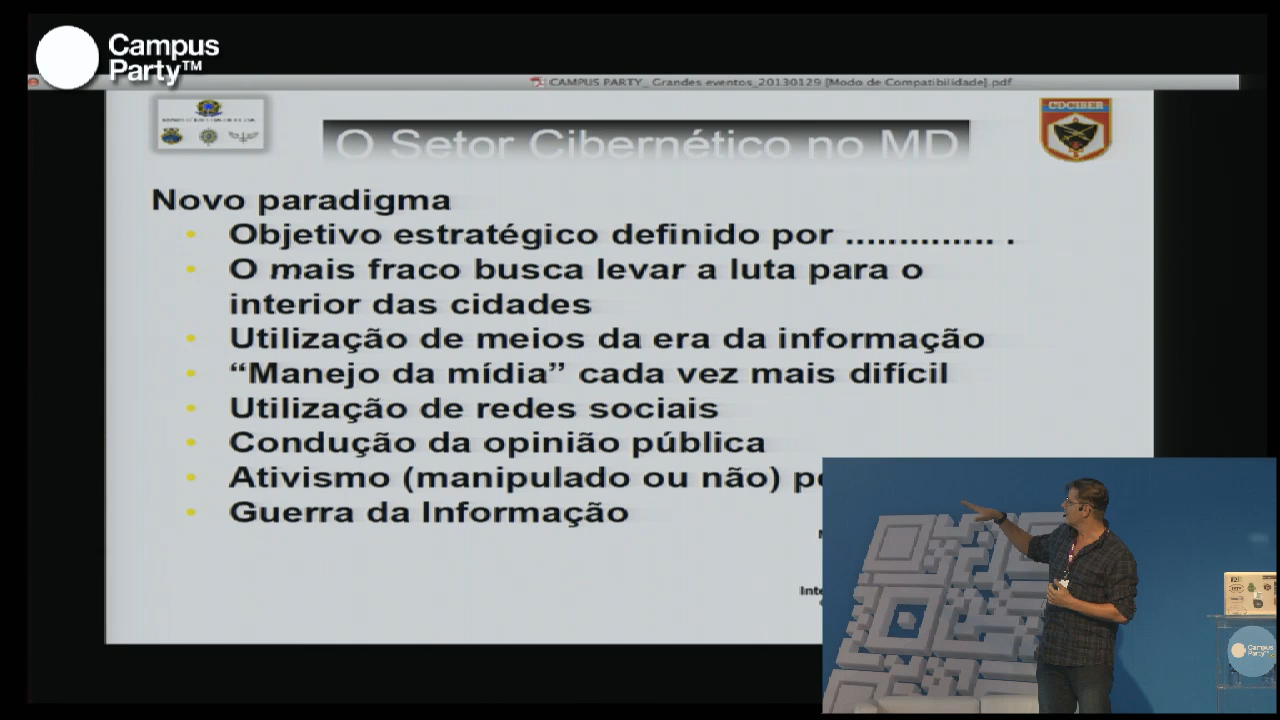 Campus
Party™
CAMPUS PARTY_ Grandes eventos_20130129 [Modo de Compatibilidade].pdf
O Setor Cibernético no MD
Novo paradigma
Objetivo estratégico definido por .............. .
O mais fraco busca levar a luta para o
interior das cidades
Utilização de meios da era da informação
“Manejo da mídia” cada vez mais difícil
Utilização de redes sociais
Condução da opinião pública
Ativismo (manipulado ou não)
Guerra da Informação
Campus
Party™